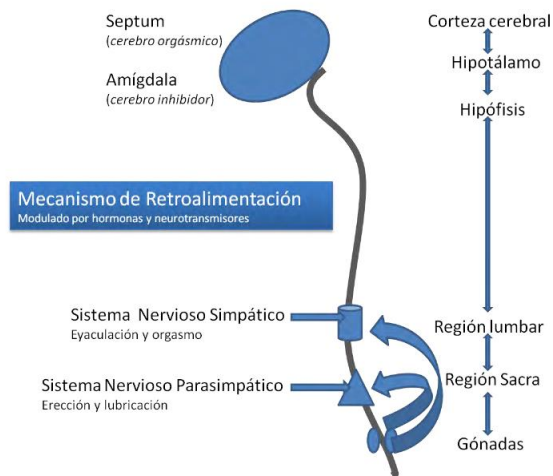 Septum
(cerebro orgásmico)
Amígdala
(cerebro inhibidor)
Corteza cerebral
Hipotálamo
Hipófisis
Mecanismo de Retroalimentación
Modulado por hormonas y neurotransmisores
Sistema Nervioso Simpático
Eyaculación y orgasmo
Región lumbar
Sistema Nervioso Parasimpático
Erección y lubricación
Región Sacra
Gónadas